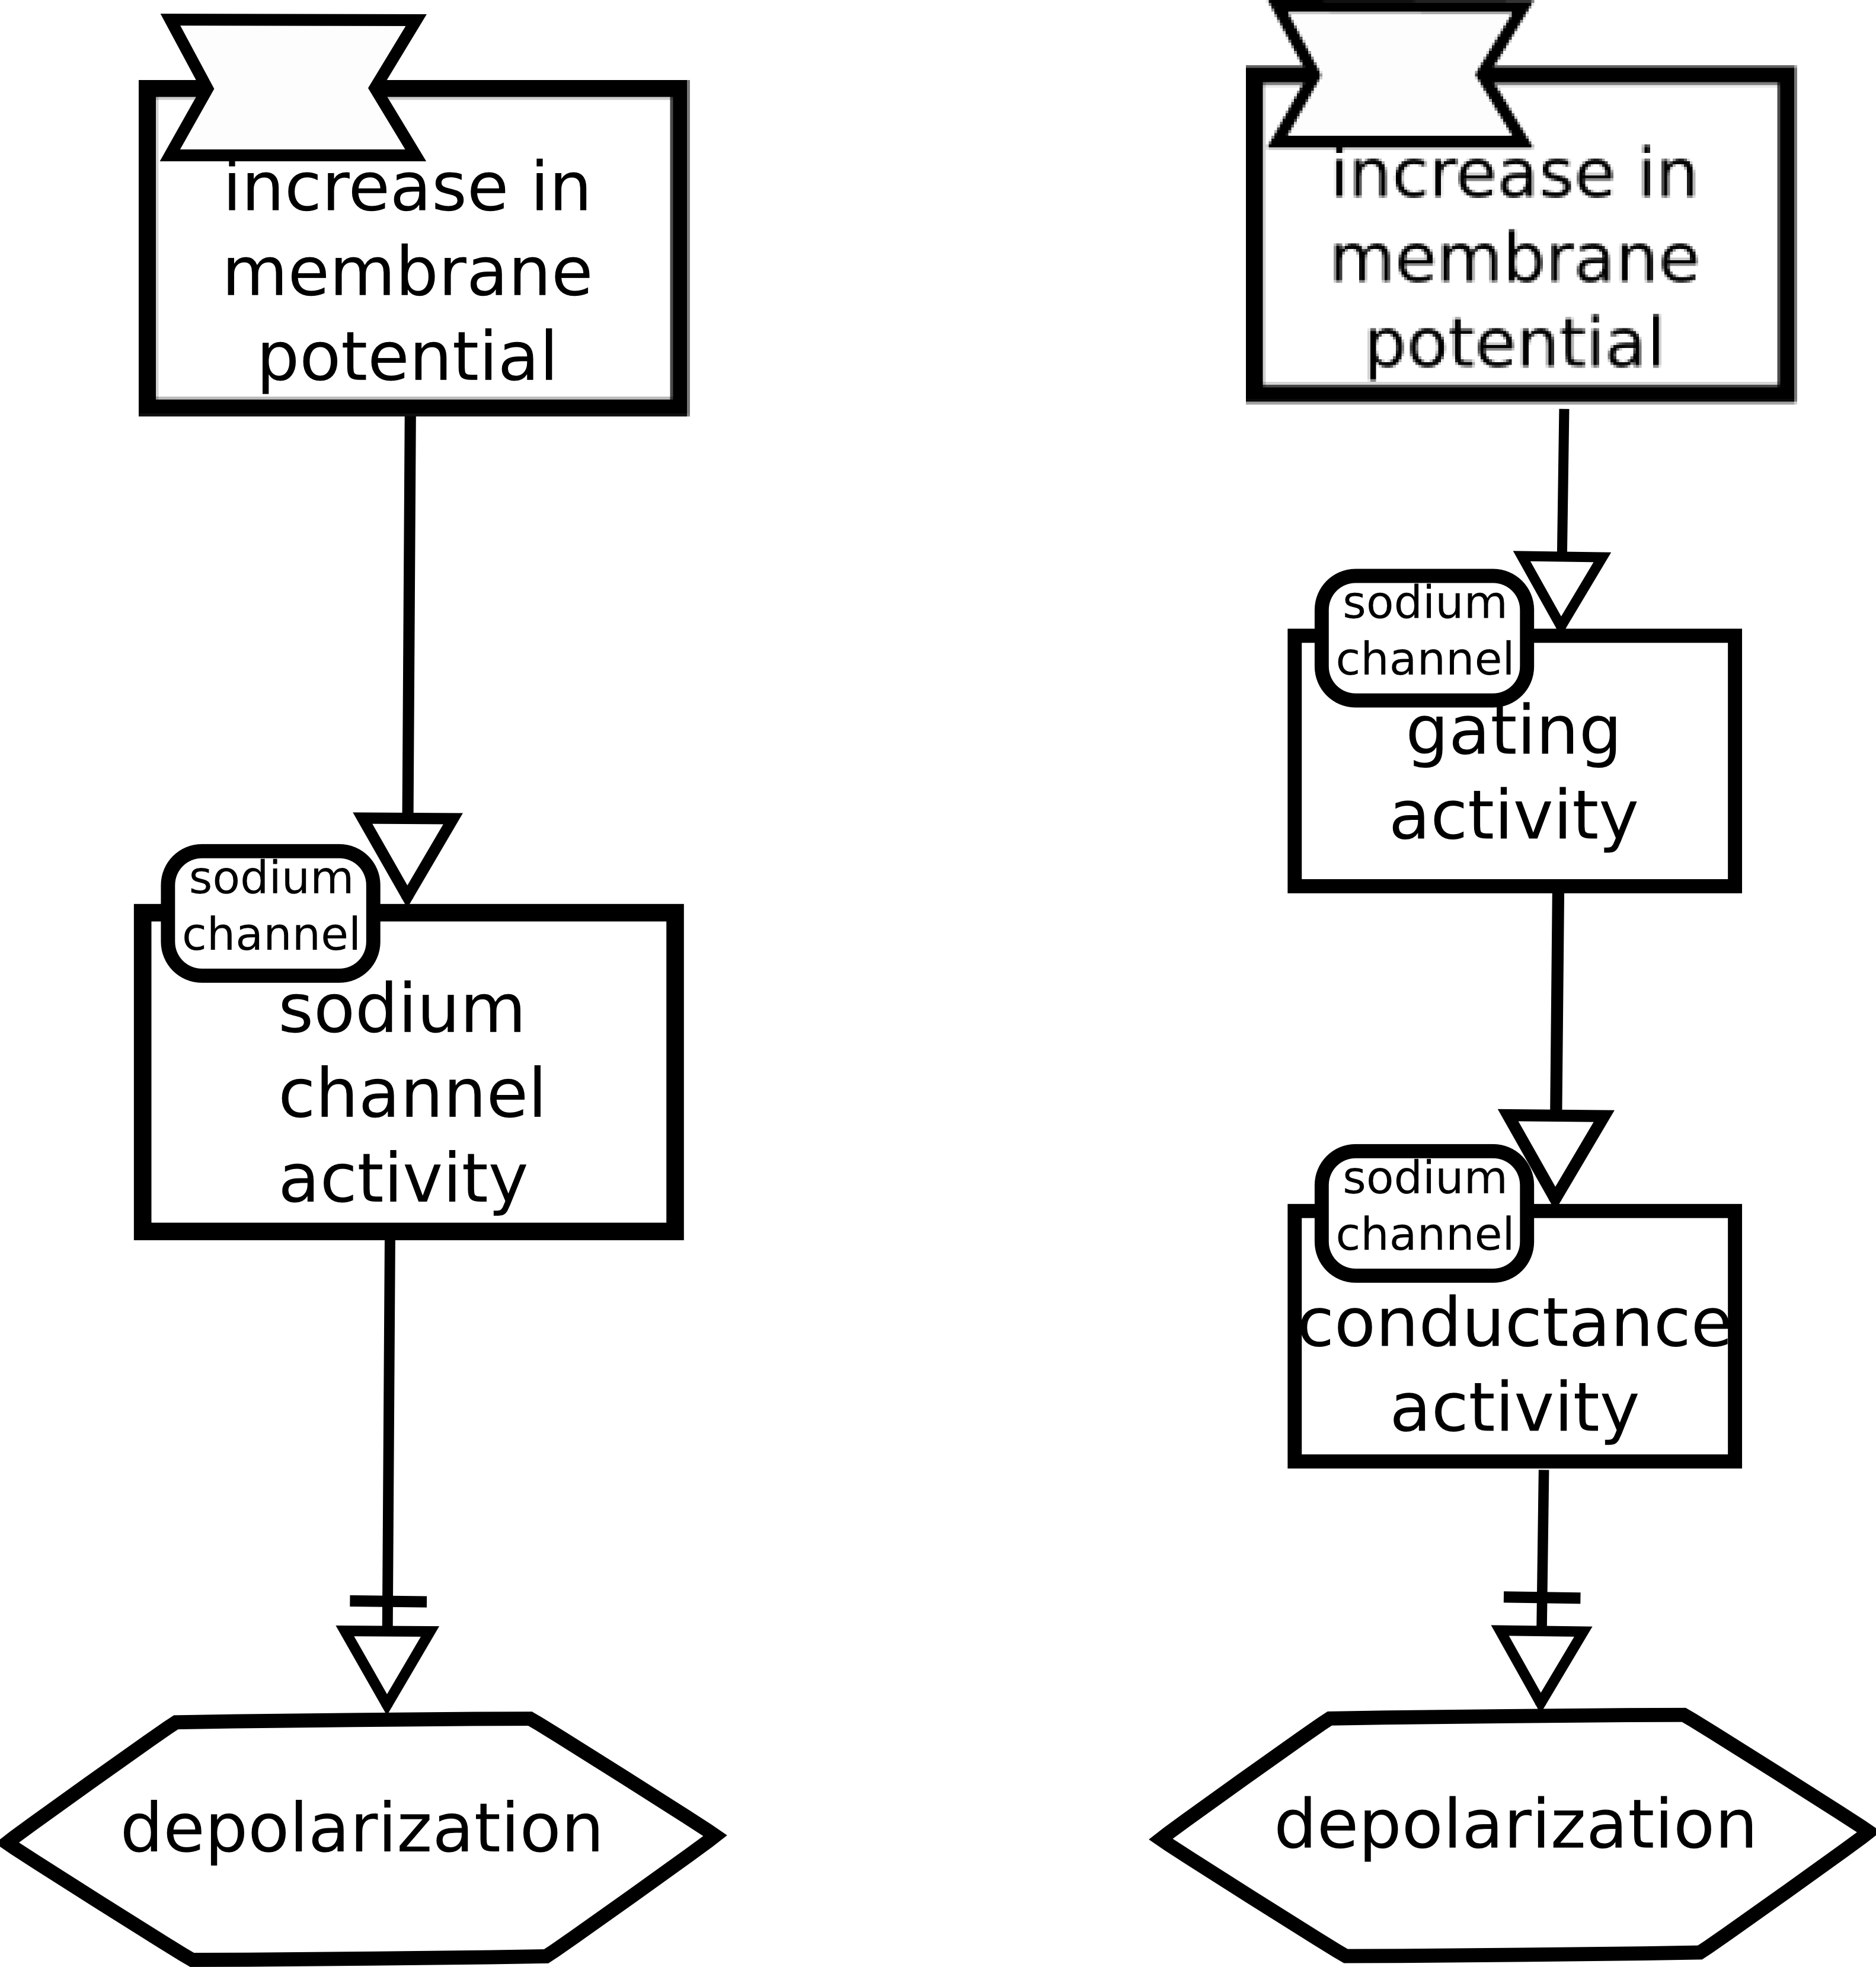 increase in
membrane
potential
sodium
channel
sodium
channel
activity
depolarization
increase in
membrane
potential
sodium
channel
gating
activity
sodium
channel
conductance
activity
depolarization